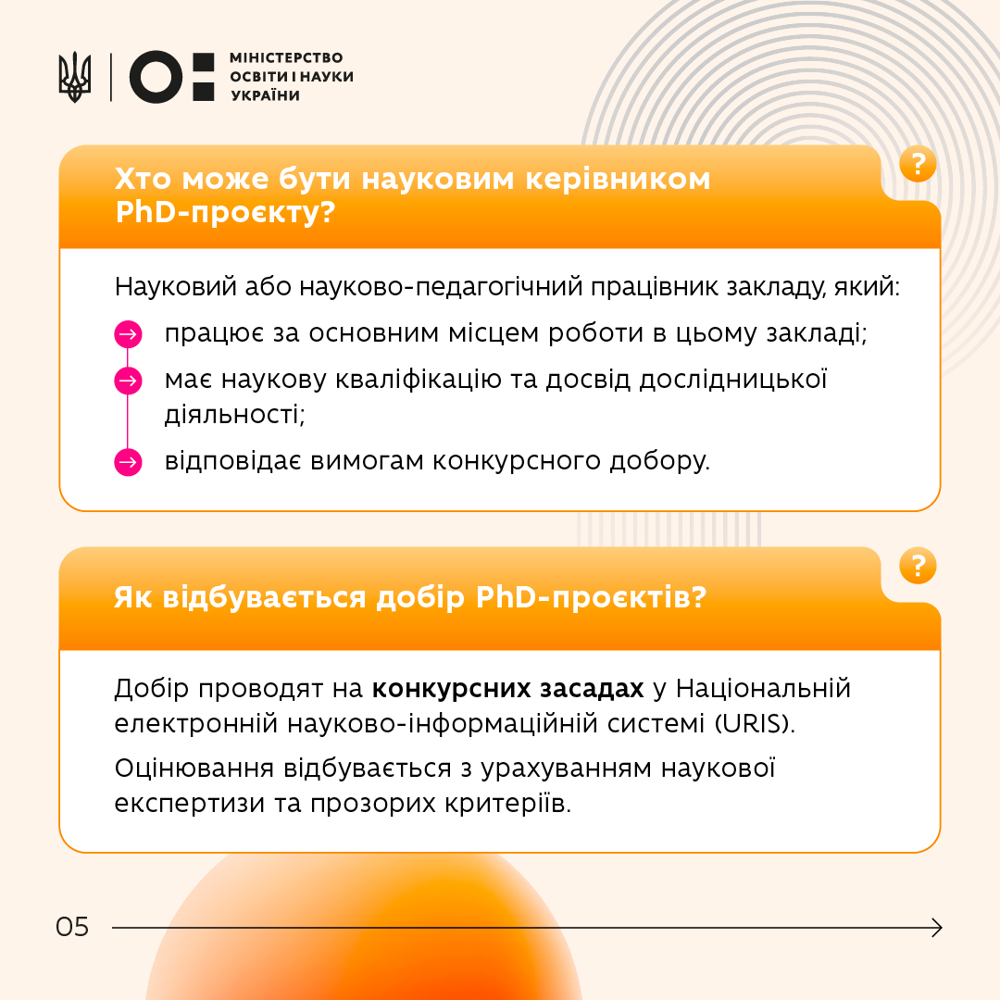 МІНІСТЕРСТВО
ОСВІТИ І НАУКИ
УКРАЇНИ
Хто може бути науковим керівником
PhD-проєкту?
?
Науковий або науково-педагогічний працівник закладу, який:
працює за основним місцем роботи в цьому закладі;
має наукову кваліфікацію та досвід дослідницької
діяльності;
відповідає вимогам конкурсного добору.
Як відбувається добір PhD-проєктів?
?
Добір проводят на конкурсних засадах у Національній
електронній науково-інформаційній системі (URIS).
Оцінювання відбувається з урахуванням наукової
експертизи та прозорих критеріїв.
05